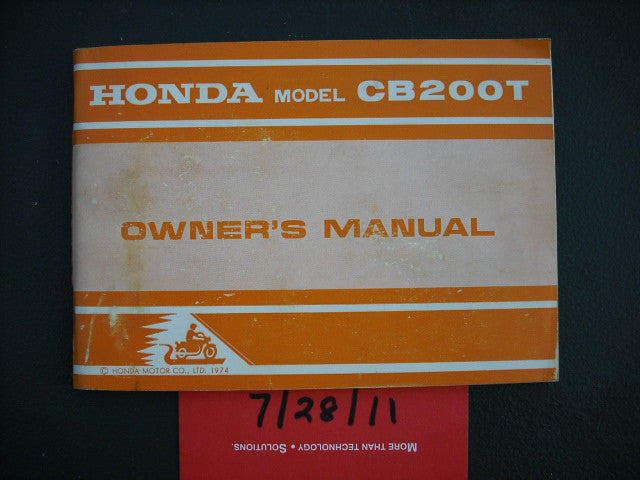 HONDA MODEL CB200T
OWNER'S MANUAL
© HONDA MOTOR CO., LTD. 1974
7/28/11
MORE THAN TECHNOLOGY • SOLUTIONS.